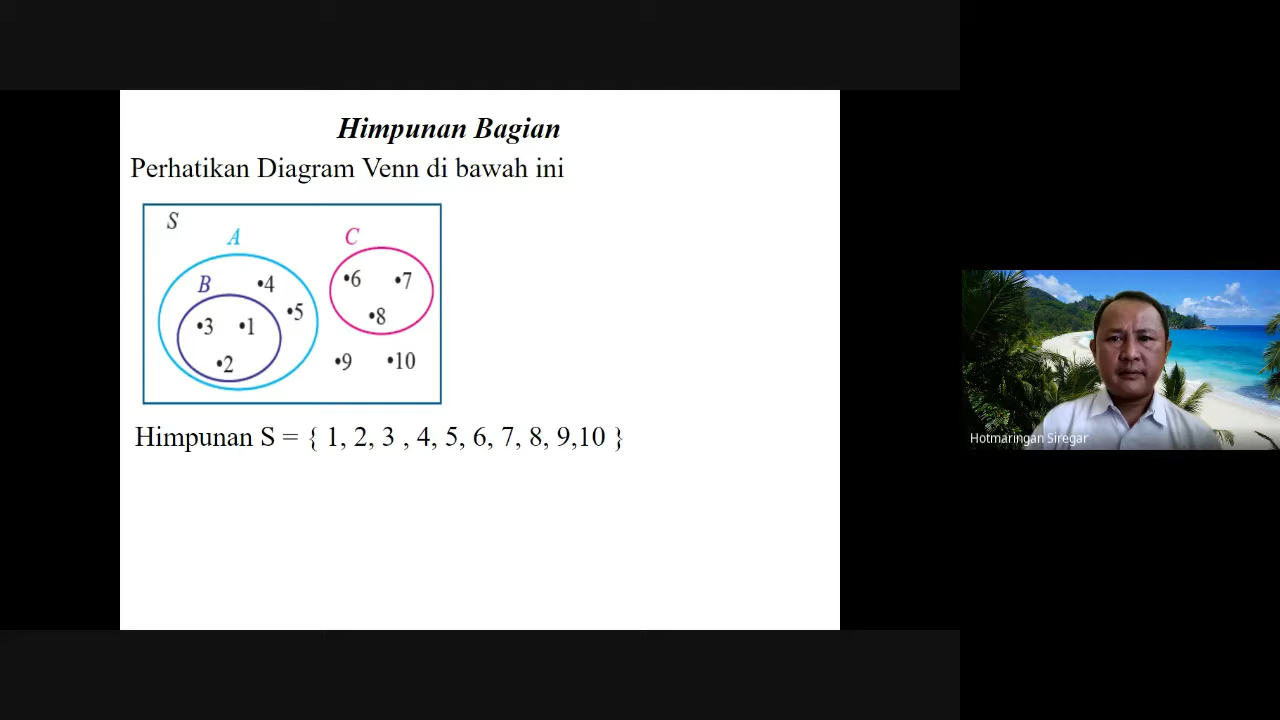 Himpunan Bagian
Perhatikan Diagram Venn di bawah ini
S
A
C
B
•4
•6
•7
•5
•3 •1
•8
•2
•9 •10
Himpunan S = { 1, 2, 3 , 4, 5, 6, 7, 8, 9,10 }
Hotmaringan Siregar